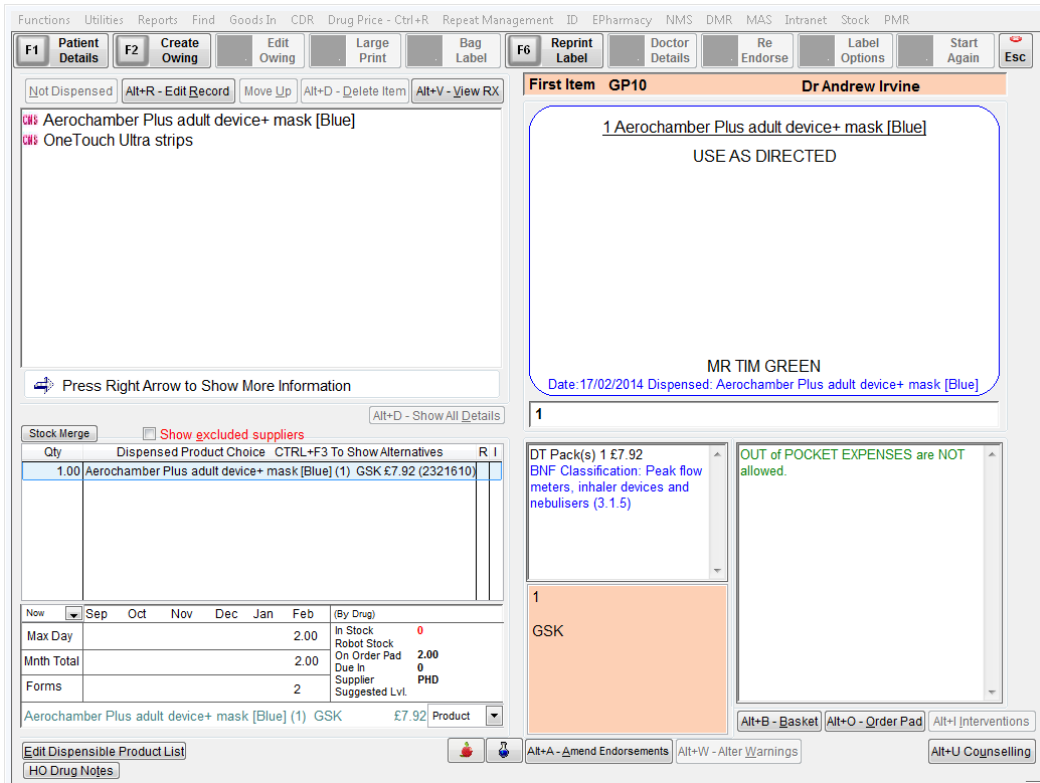 Functions Utilities Reports Find Goods In CDR Drug Price - Ctrl+R Repeat Management ID EPharmacy NMS DMR MAS Intranet Stock PMR
F1 Patient Details F2 Create Owing Edit Owing Large Print Bag Label F6 Reprint Label Doctor Details Re Endorse Label Options Start Again Esc
Not Dispensed Alt+R - Edit Record Move Up Alt+D - Delete Item Alt+V - View RX
CMS Aerochamber Plus adult device+ mask [Blue]
CMS OneTouch Ultra strips
Press Right Arrow to Show More Information
First Item GP10 Dr Andrew Irvine
1 Aerochamber Plus adult device+ mask [Blue]
USE AS DIRECTED
MR TIM GREEN
Date:17/02/2014 Dispensed: Aerochamber Plus adult device+ mask [Blue]
1
Alt+D - Show All Details
Stock Merge Show excluded suppliers
Qty Dispensed Product Choice CTRL+F3 To Show Alternatives R I
1.00 Aerochamber Plus adult device+ mask [Blue] (1) GSK £7.92 (2321610)
DT Pack(s) 1 £7.92
BNF Classification: Peak flow
meters, inhaler devices and
nebulisers (3.1.5)
OUT of POCKET EXPENSES are NOT
allowed.
1
GSK
Now Sep Oct Nov Dec Jan Feb (By Drug)
Max Day 2.00
Mnth Total 2.00
Forms 2
In Stock 0
Robot Stock
On Order Pad 2.00
Due In 0
Supplier PHD
Suggested Lvl.
Aerochamber Plus adult device+ mask [Blue] (1) GSK £7.92 Product
Alt+B - Basket Alt+O - Order Pad Alt+I Interventions
Edit Dispensible Product List Alt+A - Amend Endorsements Alt+W - Alter Warnings Alt+U Counselling
HO Drug Notes